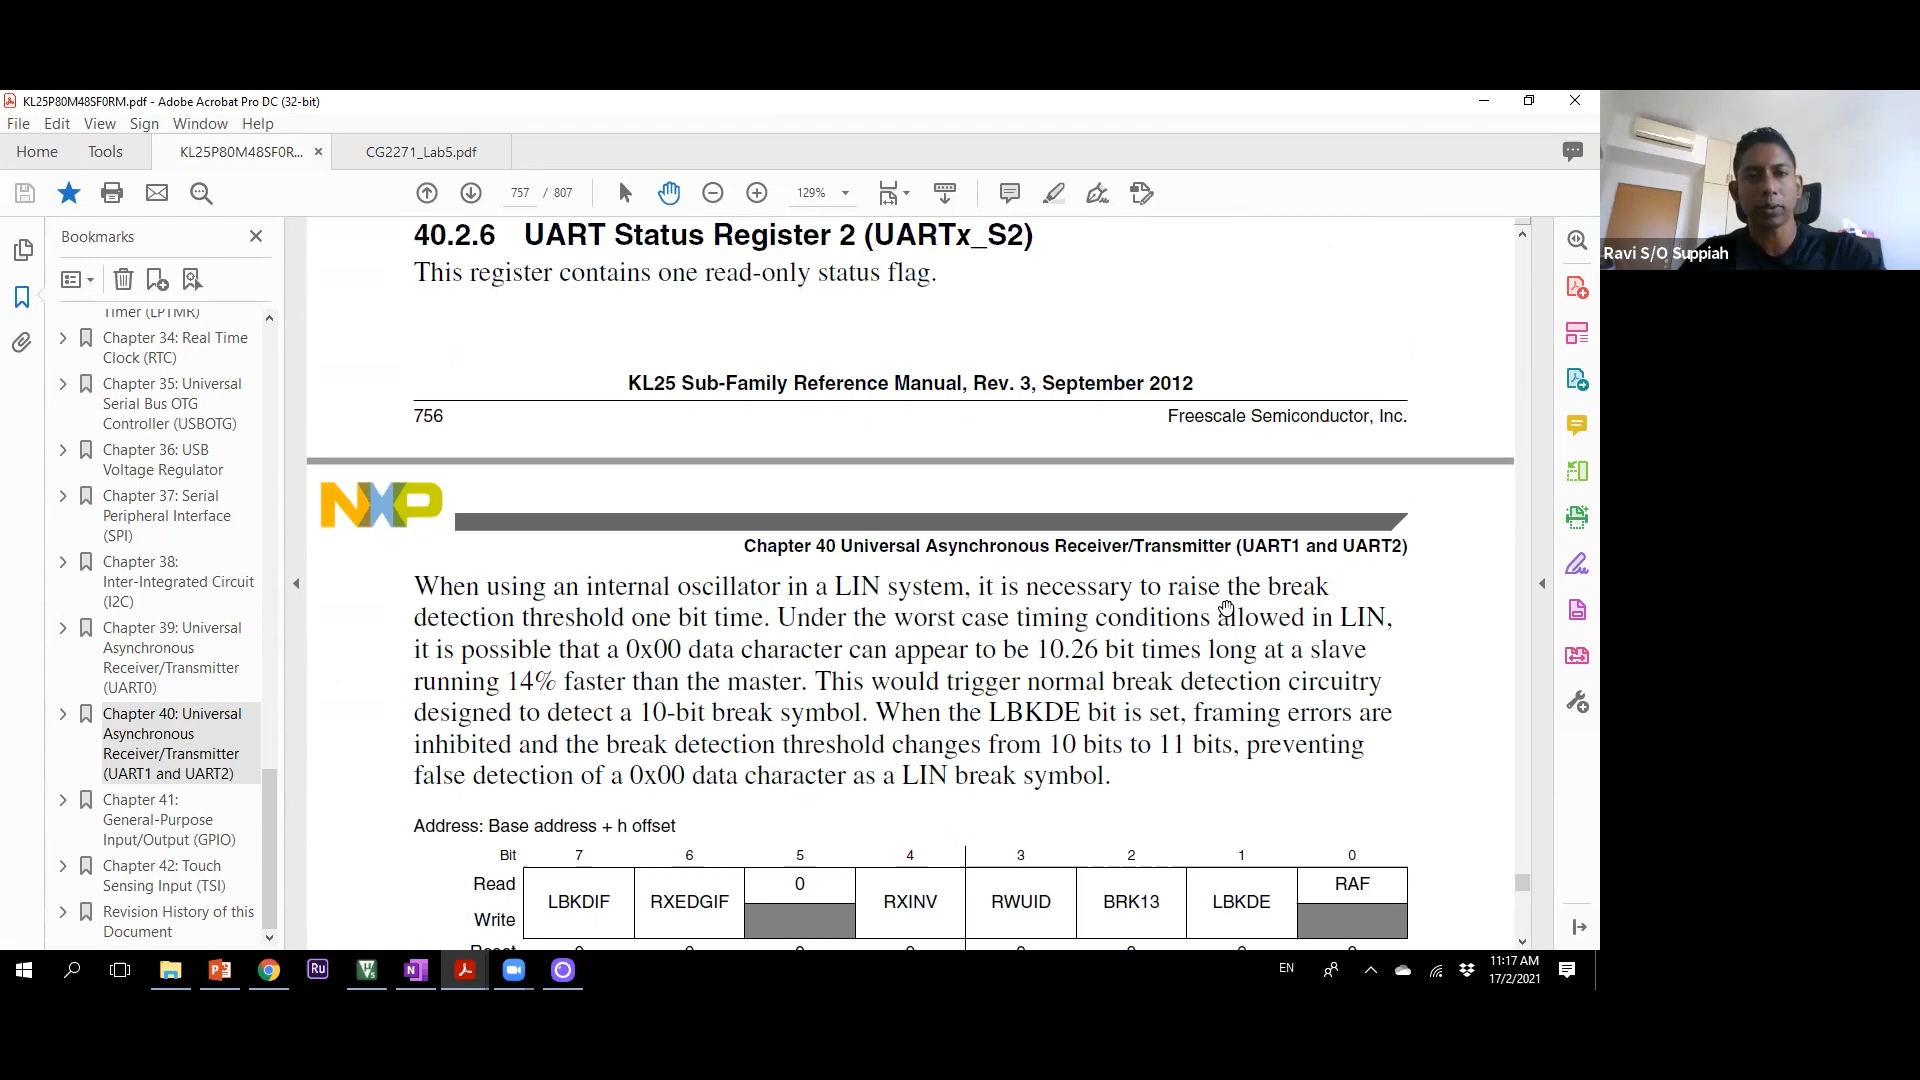 KL25P80M48SF0RM.pdf - Adobe Acrobat Pro DC (32-bit)
File Edit View Sign Window Help
Home Tools KL25P80M48SF0R... × CG2271_Lab5.pdf
757 / 807 129%
Bookmarks
Timer (LPTMR)
Chapter 34: Real Time
Clock (RTC)
Chapter 35: Universal
Serial Bus OTG
Controller (USBOTG)
Chapter 36: USB
Voltage Regulator
Chapter 37: Serial
Peripheral Interface
(SPI)
Chapter 38:
Inter-Integrated Circuit
(I2C)
Chapter 39: Universal
Asynchronous
Receiver/Transmitter
(UART0)
Chapter 40: Universal
Asynchronous
Receiver/Transmitter
(UART1 and UART2)
Chapter 41:
General-Purpose
Input/Output (GPIO)
Chapter 42: Touch
Sensing Input (TSI)
Revision History of this
Document
40.2.6 UART Status Register 2 (UARTx_S2)
This register contains one read-only status flag.
KL25 Sub-Family Reference Manual, Rev. 3, September 2012
756 Freescale Semiconductor, Inc.
NXP
Chapter 40 Universal Asynchronous Receiver/Transmitter (UART1 and UART2)
When using an internal oscillator in a LIN system, it is necessary to raise the break
detection threshold one bit time. Under the worst case timing conditions allowed in LIN,
it is possible that a 0x00 data character can appear to be 10.26 bit times long at a slave
running 14% faster than the master. This would trigger normal break detection circuitry
designed to detect a 10-bit break symbol. When the LBKDE bit is set, framing errors are
inhibited and the break detection threshold changes from 10 bits to 11 bits, preventing
false detection of a 0x00 data character as a LIN break symbol.
Address: Base address + h offset
Bit 7 6 5 4 3 2 1 0
Read 0 RAF
LBKDIF RXEDGIF RXINV RWUID BRK13 LBKDE
Write
Reset 0 0 0 0 0 0 0 0
Ravi S/O Suppiah
Ru
EN
11:17 AM
17/2/2021